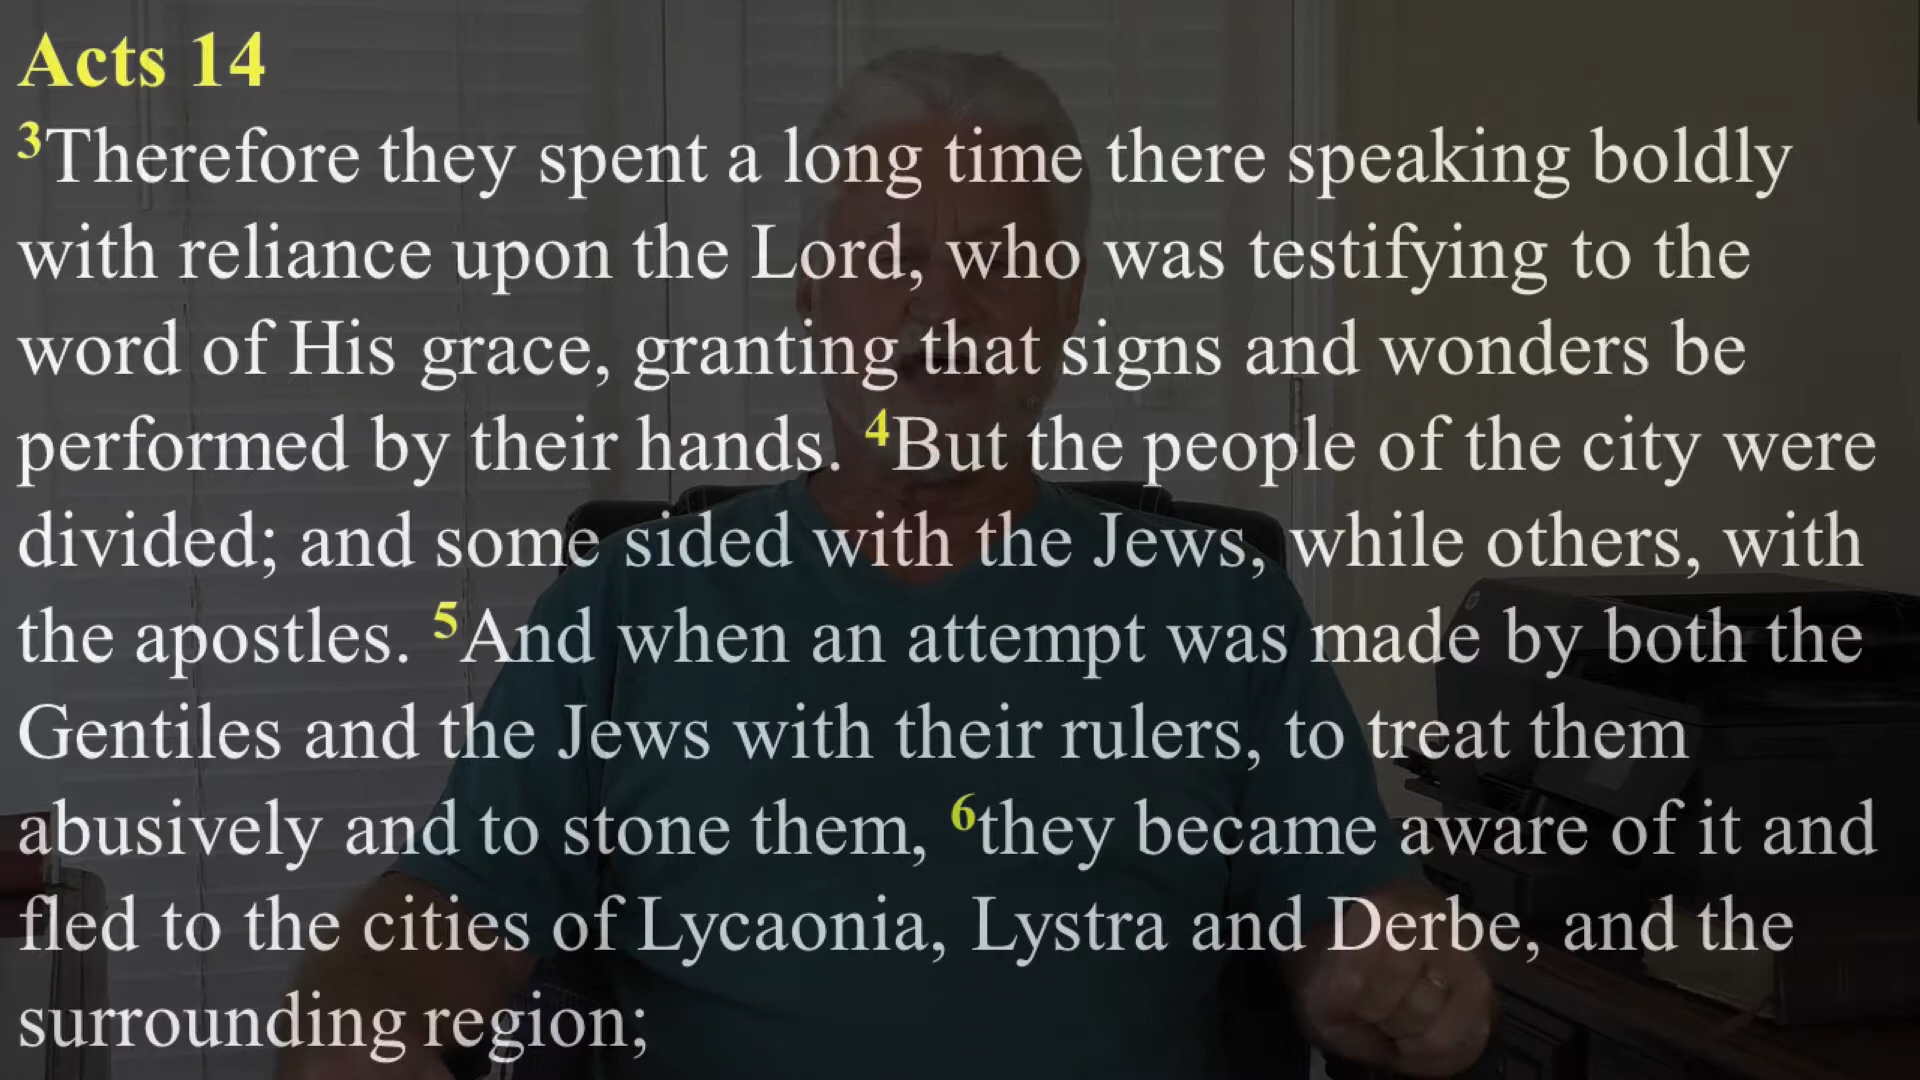 Acts 14
3Therefore they spent a long time there speaking boldly
with reliance upon the Lord, who was testifying to the
word of His grace, granting that signs and wonders be
performed by their hands. 4But the people of the city were
divided; and some sided with the Jews, while others, with
the apostles. 5And when an attempt was made by both the
Gentiles and the Jews with their rulers, to treat them
abusively and to stone them, 6they became aware of it and
fled to the cities of Lycaonia, Lystra and Derbe, and the
surrounding region;